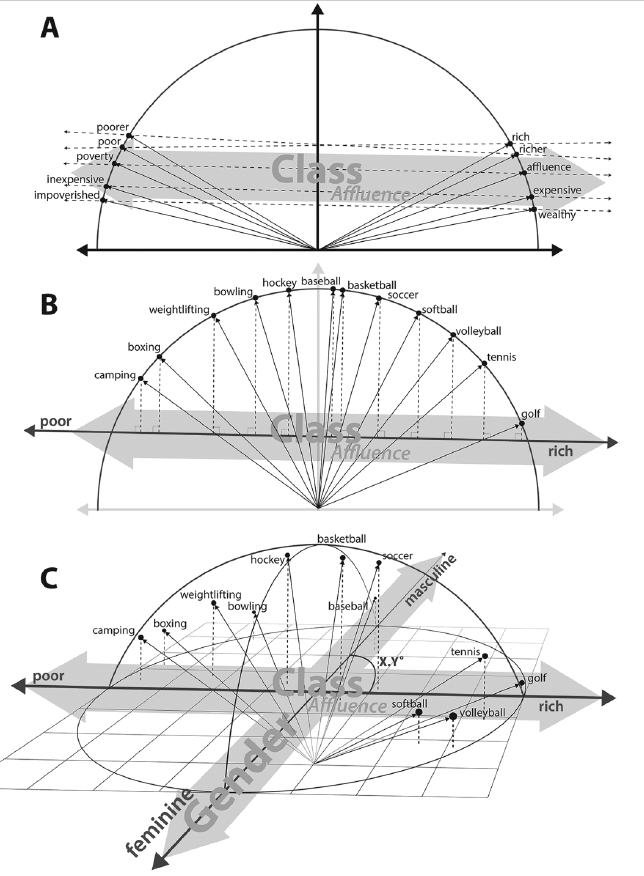 A
poorer
poor
poverty
inexpensive
impoverished
rich
richer
affluence
expensive
wealthy
Class
Affluence
B
camping
boxing
weightlifting
bowling
hockey
baseball
basketball
soccer
softball
volleyball
tennis
golf
poor
Class
Affluence
rich
C
basketball
hockey
soccer
masculine
weightlifting
bowling
baseball
camping
boxing
X.Y°
tennis
poor
Class
golf
Affluence
softball
rich
volleyball
Gender
feminine